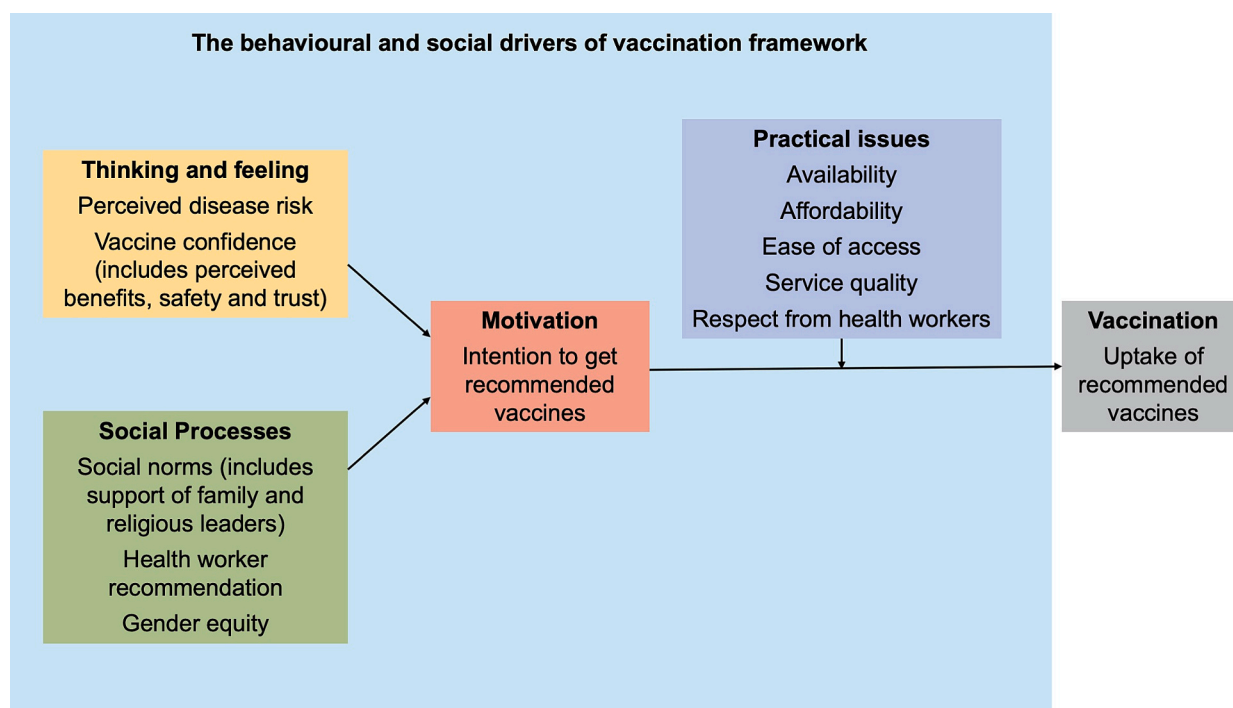 The behavioural and social drivers of vaccination framework
Thinking and feeling
Perceived disease risk
Vaccine confidence
(includes perceived
benefits, safety and trust)
Social Processes
Social norms (includes
support of family and
religious leaders)
Health worker
recommendation
Gender equity
Motivation
Intention to get
recommended
vaccines
Practical issues
Availability
Affordability
Ease of access
Service quality
Respect from health workers
Vaccination
Uptake of
recommended
vaccines